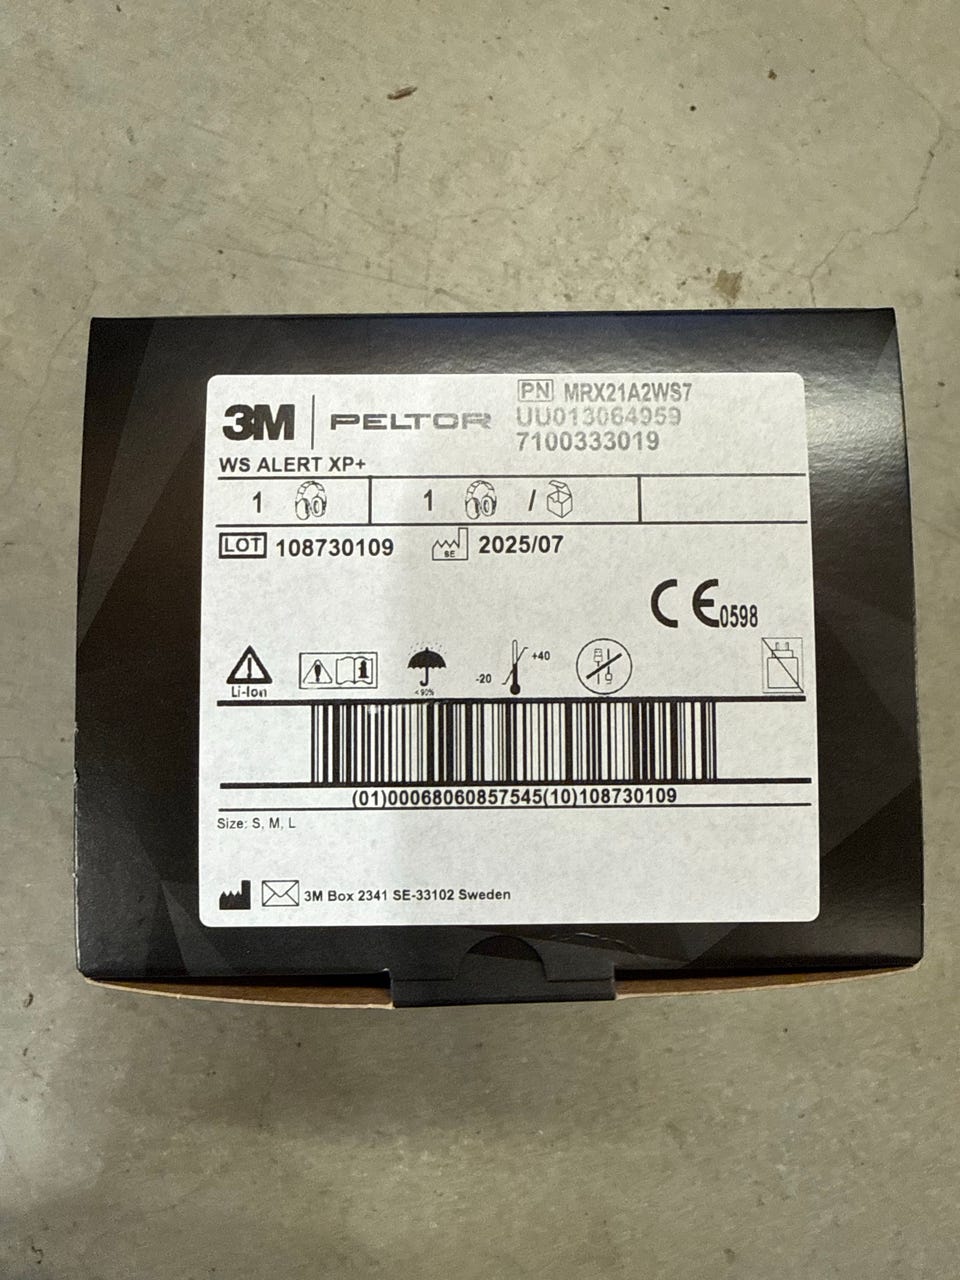 3M | PELTOR
PN MRX21A2WS7
UU013064959
7100333019
WS ALERT XP+
1
1 /
LOT 108730109
SE
2025/07
CE 0598
Li-Ion
<90%
-20
+40
(01)00068060857545(10)108730109
Size: S, M, L
3M Box 2341 SE-33102 Sweden